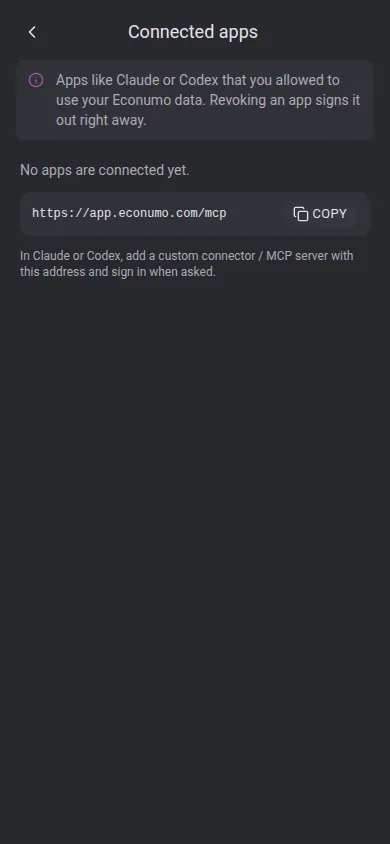 Connected apps
Apps like Claude or Codex that you allowed to
use your Econumo data. Revoking an app signs it
out right away.
No apps are connected yet.
https://app.econumo.com/mcp
COPY
In Claude or Codex, add a custom connector / MCP server with
this address and sign in when asked.